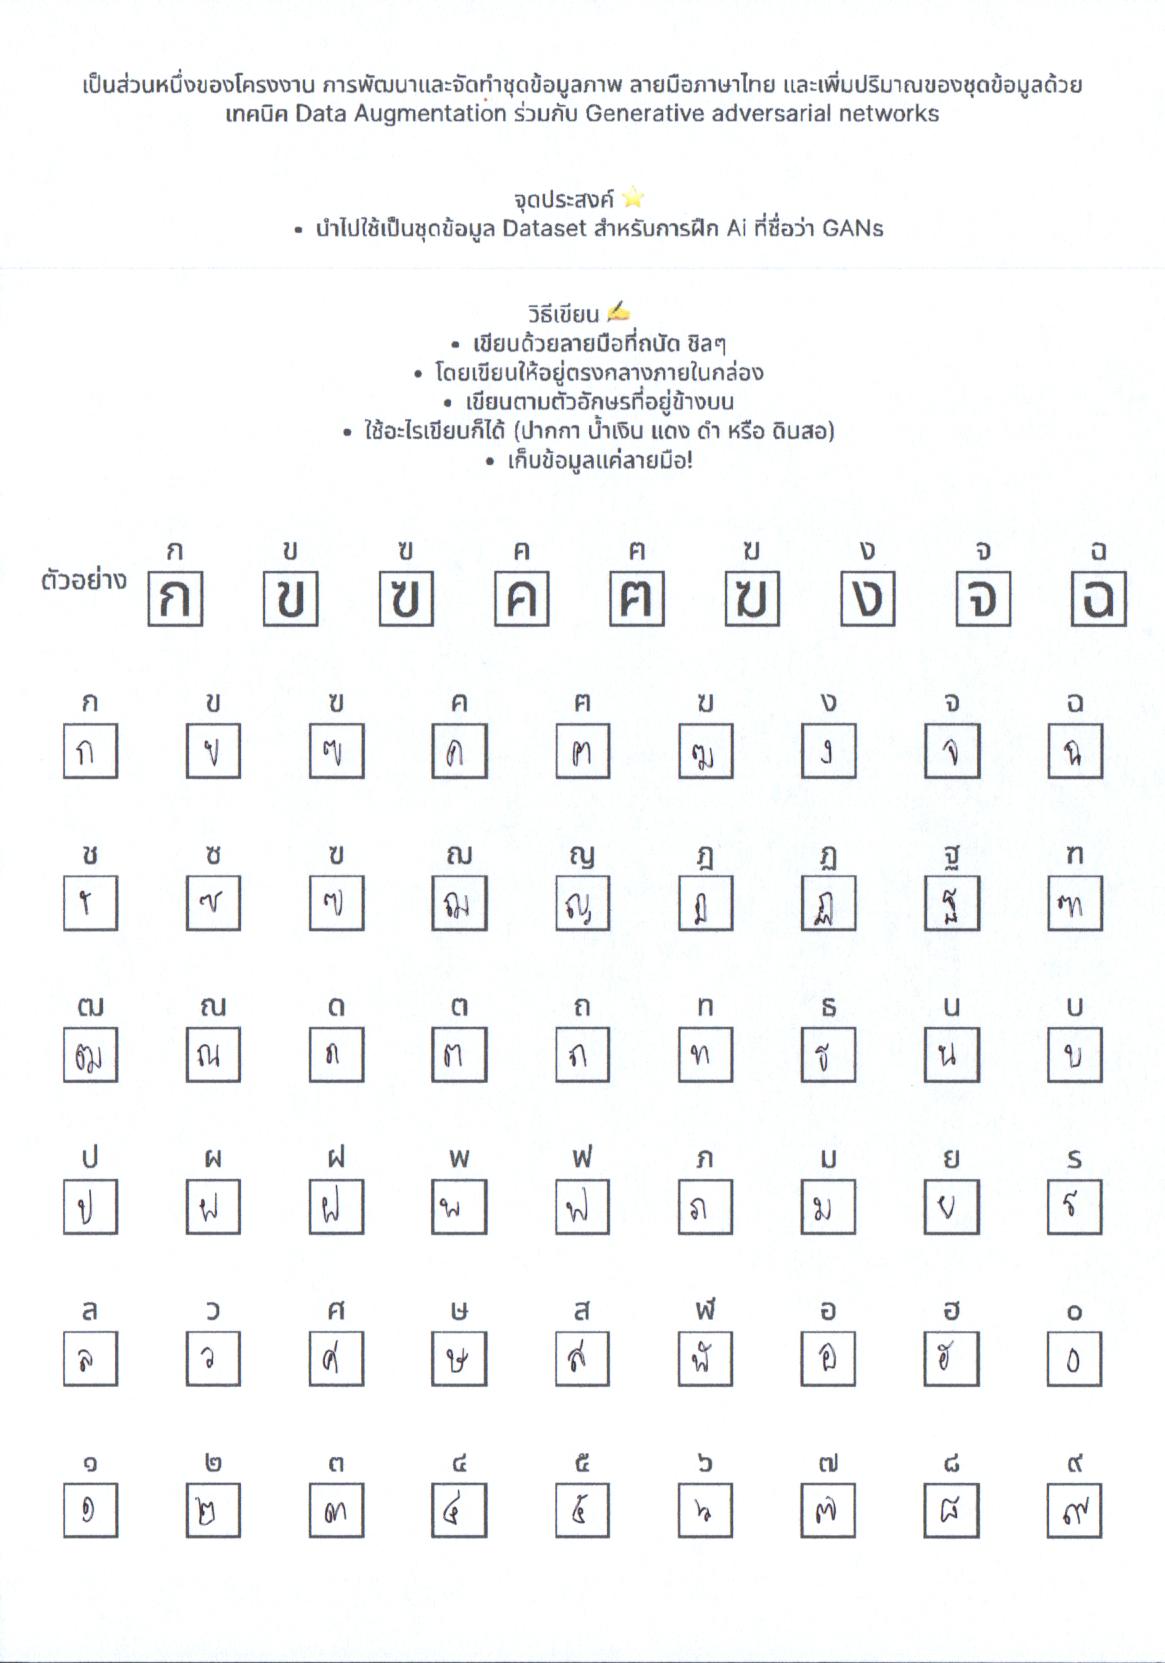 เป็นส่วนหนึ่งของโครงงาน การพัฒนาและจัดทำชุดข้อมูลภาพ ลายมือภาษาไทย และเพิ่มปริมาณของชุดข้อมูลด้วย
เทคนิค Data Augmentation ร่วมกับ Generative adversarial networks
จุดประสงค์ ⭐
• นำไปใช้เป็นชุดข้อมูล Dataset สำหรับการฝึก Ai ที่ชื่อว่า GANs
วิธีเขียน ✍️
• เขียนด้วยลายมือที่ถนัด ชิลๆ
• โดยเขียนให้อยู่ตรงกลางภายในกล่อง
• เขียนตามตัวอักษรที่อยู่ข้างบน
• ใช้อะไรเขียนก็ได้ (ปากกา น้ำเงิน แดง ดำ หรือ ดินสอ)
• เก็บข้อมูลแค่ลายมือ!
ก ข ฃ ค ฅ ฆ ง จ ฉ
ตัวอย่าง ก ข ฃ ค ฅ ฆ ง จ ฉ
ก ข ฃ ค ฅ ฆ ง จ ฉ
ก ข ฃ ค ฅ ฆ ง จ ฉ
ช ซ ฃ ฌ ญ ฎ ฏ ฐ ฑ
ช ซ ฃ ฌ ญ ฎ ฏ ฐ ฑ
ฒ ณ ด ต ถ ท ธ น บ
ฒ ณ ด ต ถ ท ธ น บ
ป ผ ฝ พ ฟ ภ ม ย ร
ป ผ ฝ พ ฟ ภ ม ย ร
ล ว ศ ษ ส ฬ อ ฮ ๐
ล ว ศ ษ ส ฬ อ ฮ ๐
๑ ๒ ๓ ๔ ๕ ๖ ๗ ๘ ๙
๑ ๒ ๓ ๔ ๕ ๖ ๗ ๘ ๙